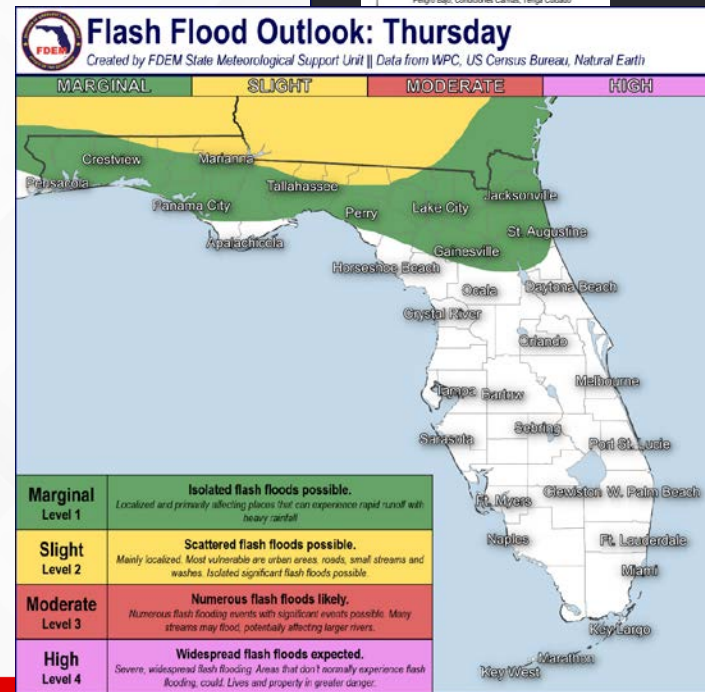 Peligro Bajo, Condiciones Calmas, Tenga Cuidado
FDEM
Flash Flood Outlook: Thursday
Created by FDEM State Meteorological Support Unit || Data from WPC, US Census Bureau, Natural Earth
MARGINAL SLIGHT MODERATE HIGH
Crestview
Marianna
Pensacola
Tallahassee
Panama City
Perry
Lake City
Jacksonville
Apalachicola
St. Augustine
Gainesville
Horseshoe Beach
Ocala
Daytona Beach
Crystal River
Orlando
Tampa
Bartow
Melbourne
Sebring
Sarasota
Port St. Lucie
Ft. Myers
Clewiston
W. Palm Beach
Naples
Ft. Lauderdale
Miami
Key Largo
Marathon
Key West
Marginal
Level 1
Isolated flash floods possible.
Localized and primarily affecting places that can experience rapid runoff with
heavy rainfall
Slight
Level 2
Scattered flash floods possible.
Mainly localized. Most vulnerable are urban areas, roads, small streams and
washes. Isolated significant flash floods possible.
Moderate
Level 3
Numerous flash floods likely.
Numerous flash flooding events with significant events possible. Many
streams may flood, potentially affecting larger rivers.
High
Level 4
Widespread flash floods expected.
Severe, widespread flash flooding. Areas that don't normally experience flash
flooding, could. Lives and property in greater danger.